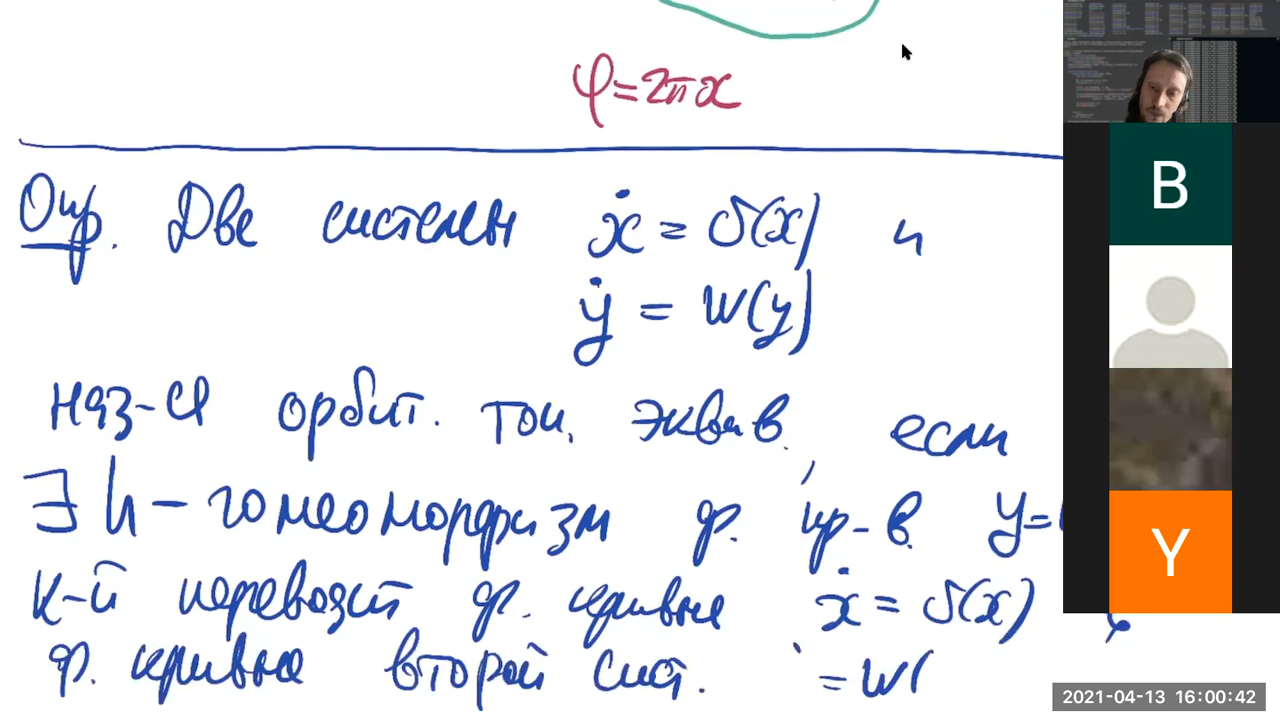 φ=2πx
Опр. Две системы ẋ = v(x) и
ẏ = w(y)
наз-ся орбит. топ. эквив., если
∃ h – гомеоморфизм ф. пр-в. y=
к-й переводит ф. кривые ẋ = v(x) в
ф. кривые второй сист. = w(
B
Y
2021-04-13 16:00:42